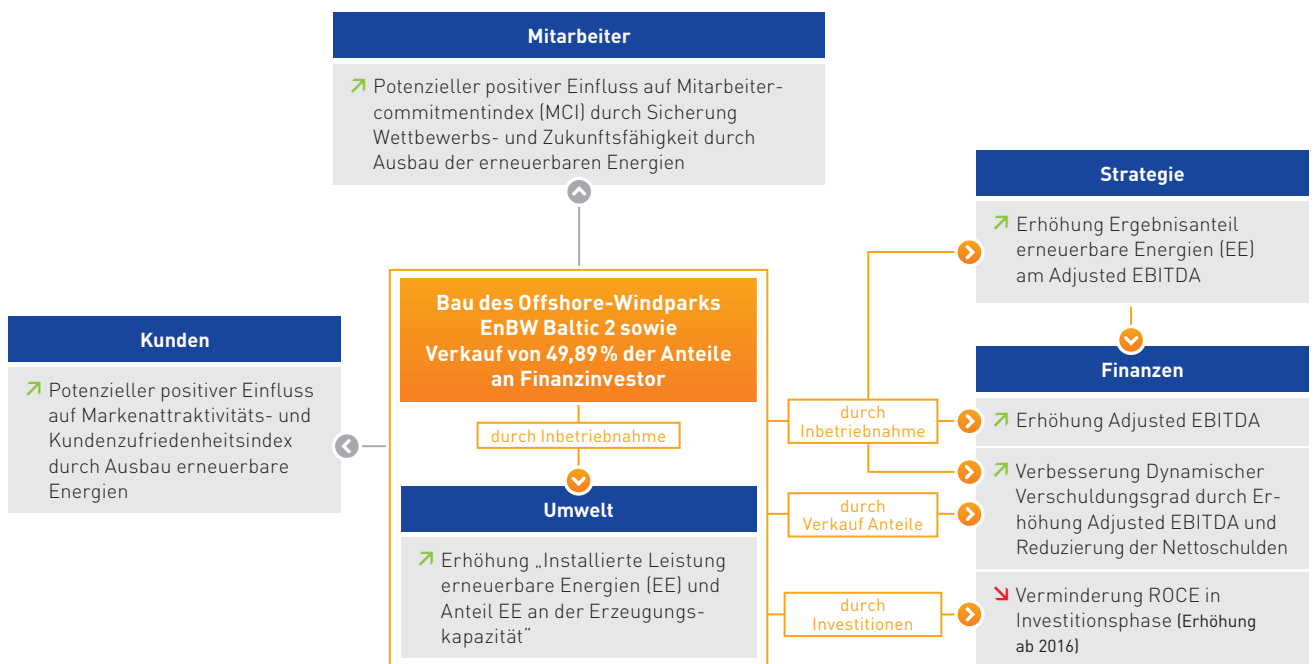 Mitarbeiter
Potenzieller positiver Einfluss auf Mitarbeiter-
commitmentindex (MCI) durch Sicherung
Wettbewerbs- und Zukunftsfähigkeit durch
Ausbau der erneuerbaren Energien
Strategie
Erhöhung Ergebnisanteil
erneuerbare Energien (EE)
am Adjusted EBITDA
Bau des Offshore-Windparks
EnBW Baltic 2 sowie
Verkauf von 49,89 % der Anteile
an Finanzinvestor
Kunden
Potenzieller positiver Einfluss
auf Markenattraktivitäts- und
Kundenzufriedenheitsindex
durch Ausbau erneuerbare
Energien
durch Inbetriebnahme
Umwelt
Erhöhung „Installierte Leistung
erneuerbare Energien (EE) und
Anteil EE an der Erzeugungs-
kapazität“
durch
Inbetriebnahme
durch
Verkauf Anteile
durch
Investitionen
Finanzen
Erhöhung Adjusted EBITDA
Verbesserung Dynamischer
Verschuldungsgrad durch Er-
höhung Adjusted EBITDA und
Reduzierung der Nettoschulden
Verminderung ROCE in
Investitionsphase (Erhöhung
ab 2016)